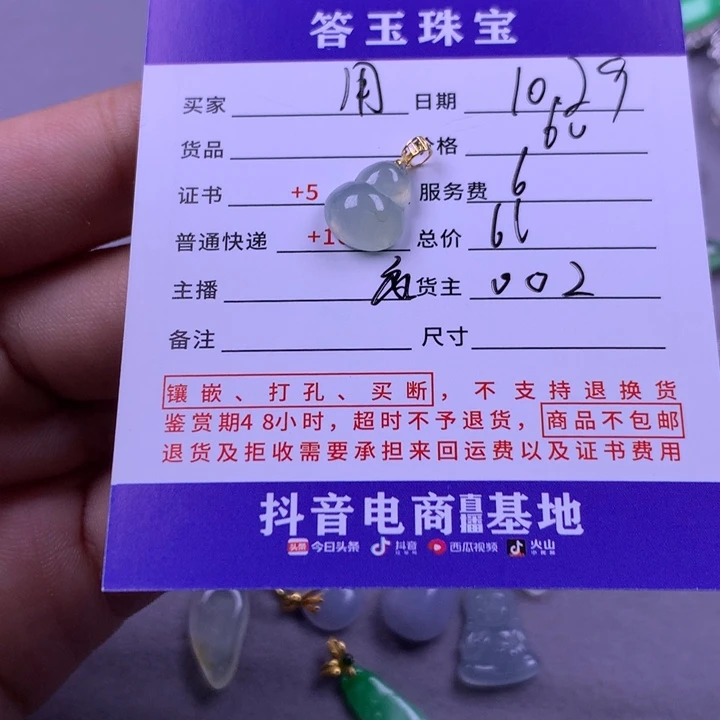 答玉珠宝
买家 用 日期 10.29
货品 格 60
证书 +5 服务费 6
普通快递 +1 总价 66
主播 货主 002
备注 尺寸
镶嵌、打孔、买断，不支持退换货
鉴赏期48小时，超时不予退货，商品不包邮
退货及拒收需要承担来回运费以及证书费用
抖音电商直播基地
头条 今日头条 抖音 西瓜视频 火山